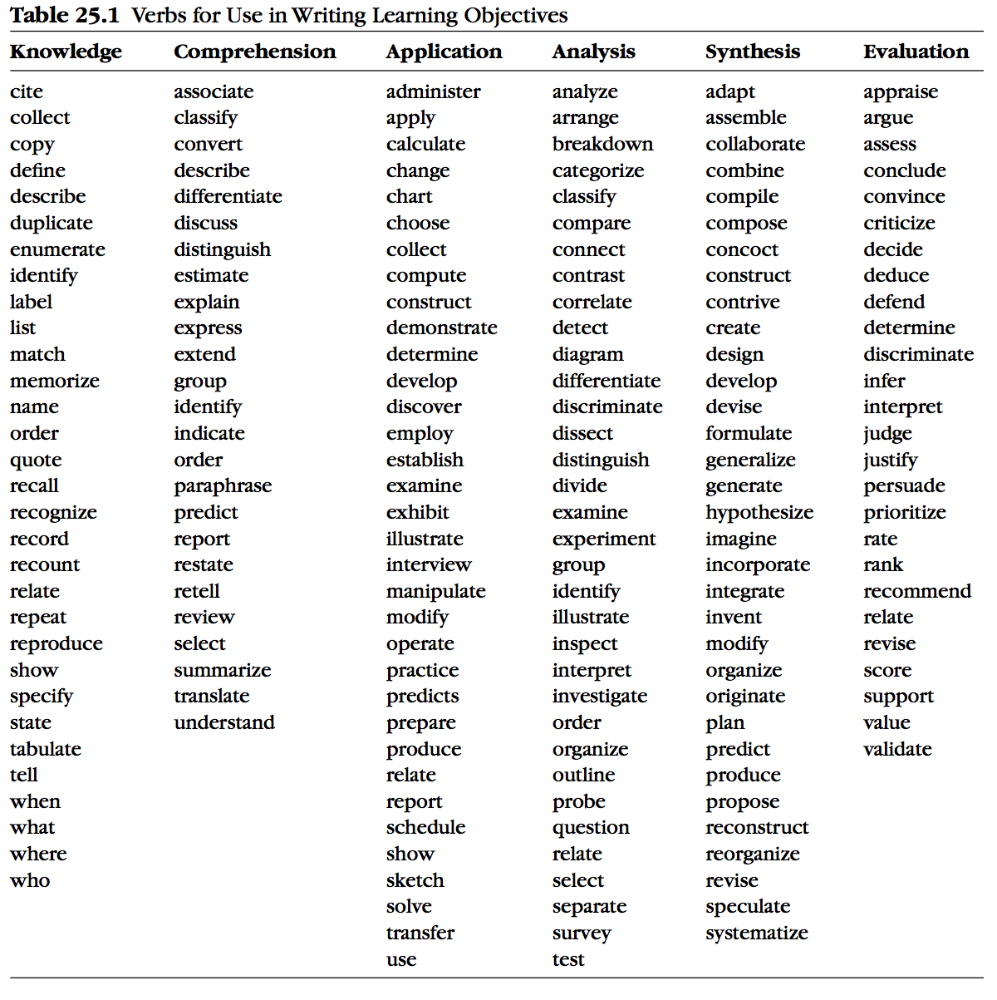 Table 25.1 Verbs for Use in Writing Learning Objectives
Knowledge Comprehension Application Analysis Synthesis Evaluation
cite associate administer analyze adapt appraise
collect classify apply arrange assemble argue
copy convert calculate breakdown collaborate assess
define describe change categorize combine conclude
describe differentiate chart classify compile convince
duplicate discuss choose compare compose criticize
enumerate distinguish collect connect concoct decide
identify estimate compute contrast construct deduce
label explain construct correlate contrive defend
list express demonstrate detect create determine
match extend determine diagram design discriminate
memorize group develop differentiate develop infer
name identify discover discriminate devise interpret
order indicate employ dissect formulate judge
quote order establish distinguish generalize justify
recall paraphrase examine divide generate persuade
recognize predict exhibit examine hypothesize prioritize
record report illustrate experiment imagine rate
recount restate interview group incorporate rank
relate retell manipulate identify integrate recommend
repeat review modify illustrate invent relate
reproduce select operate inspect modify revise
show summarize practice interpret organize score
specify translate predicts investigate originate support
state understand prepare order plan value
tabulate produce organize predict validate
tell relate outline produce
when report probe propose
what schedule question reconstruct
where show relate reorganize
who sketch select revise
solve separate speculate
transfer survey systematize
use test